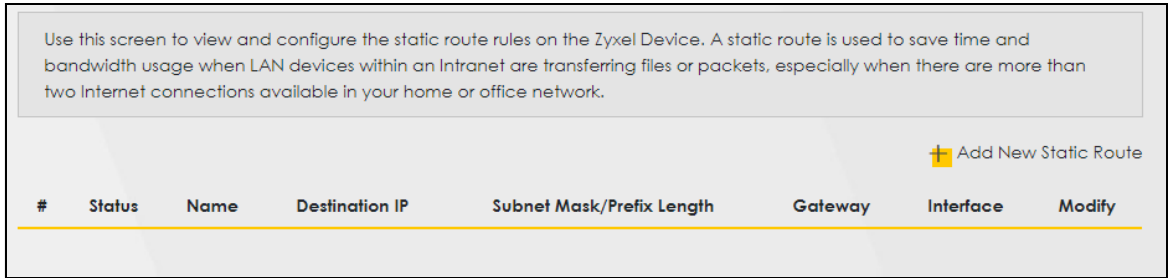 Use this screen to view and configure the static route rules on the Zyxel Device. A static route is used to save time and
bandwidth usage when LAN devices within an Intranet are transferring files or packets, especially when there are more than
two Internet connections available in your home or office network.
+ Add New Static Route
# Status Name Destination IP Subnet Mask/Prefix Length Gateway Interface Modify